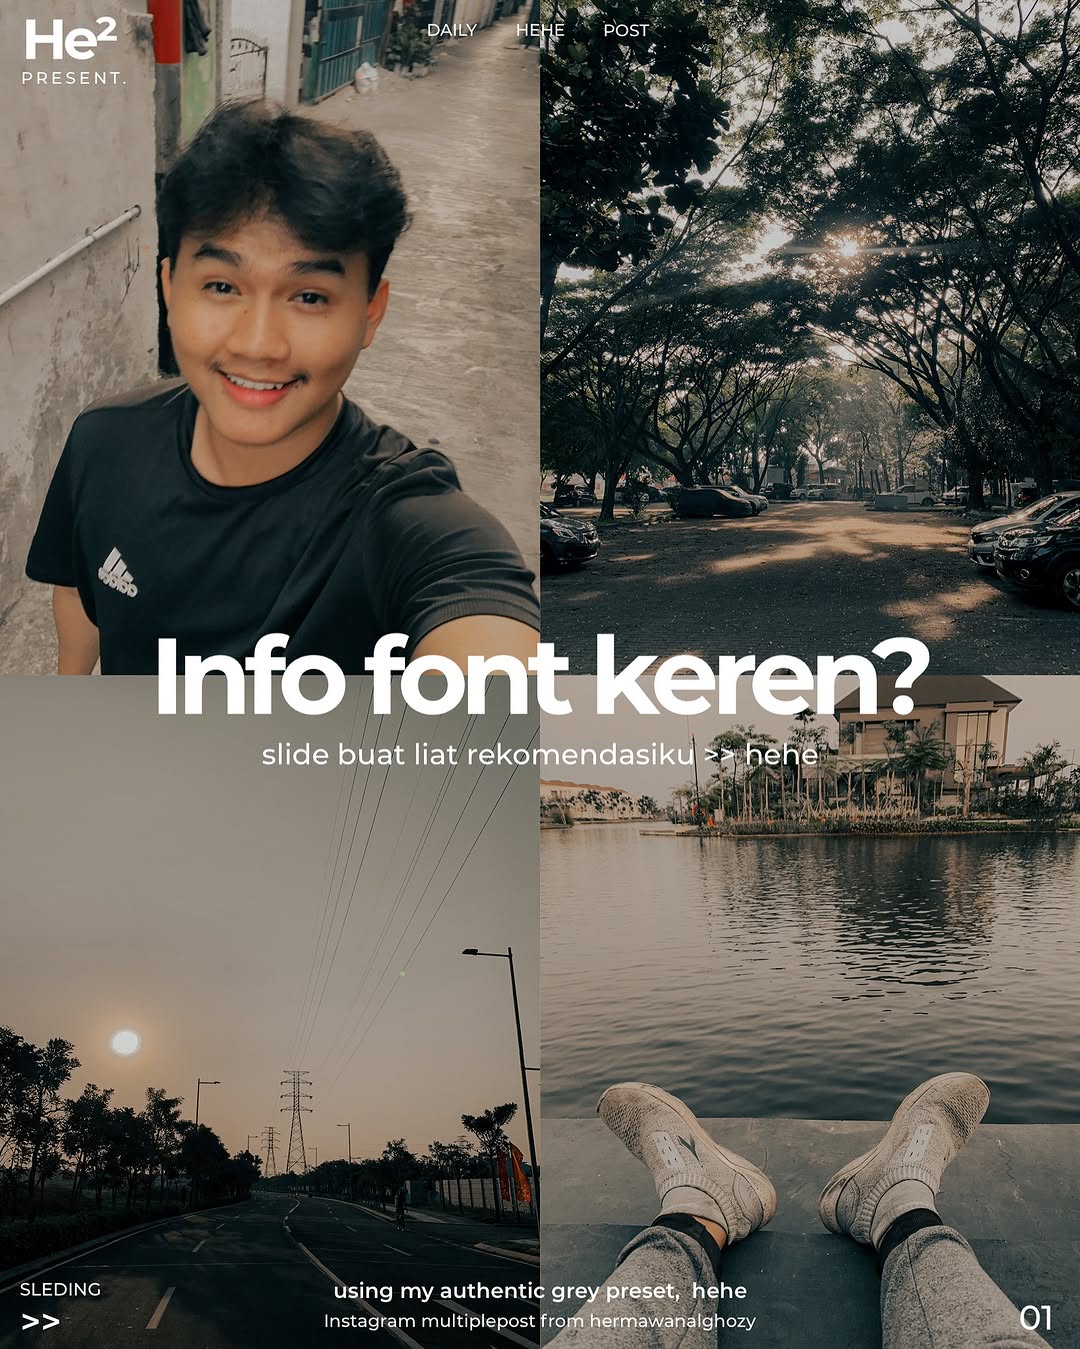 He²
PRESENT.
DAILY HEHE POST
adidas
Info font keren?
slide buat liat rekomendasiku >> hehe
SLEDING
>>
using my authentic grey preset, hehe
Instagram multiplepost from hermawanalghozy
01